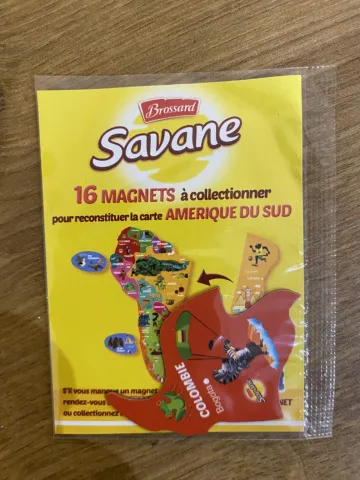 Brossard
Savane
16 MAGNETS à collectionner
pour reconstituer la carte AMERIQUE DU SUD
COLOMBIE
Bogota
S'il vous manque un magnet
rendez-vous
NET
ou collectionnez